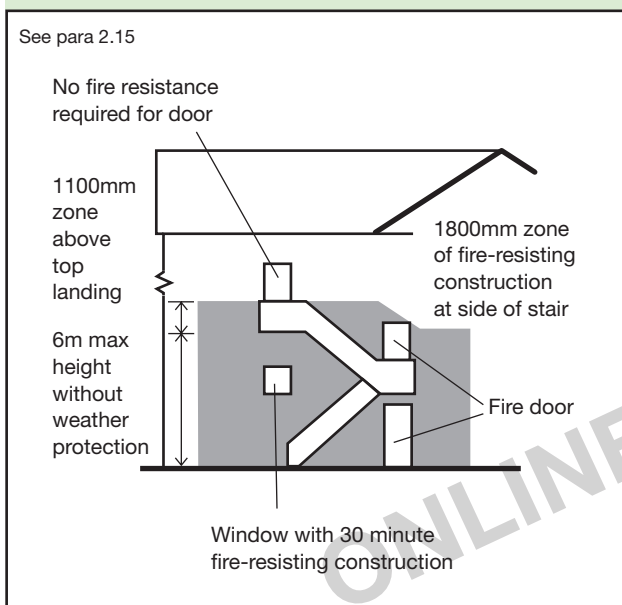 See para 2.15
No fire resistance
required for door
1100mm
zone
above
top
landing
1800mm zone
of fire-resisting
construction
at side of stair
6m max
height
without
weather
protection
Fire door
Window with 30 minute
fire-resisting construction
ONLINE